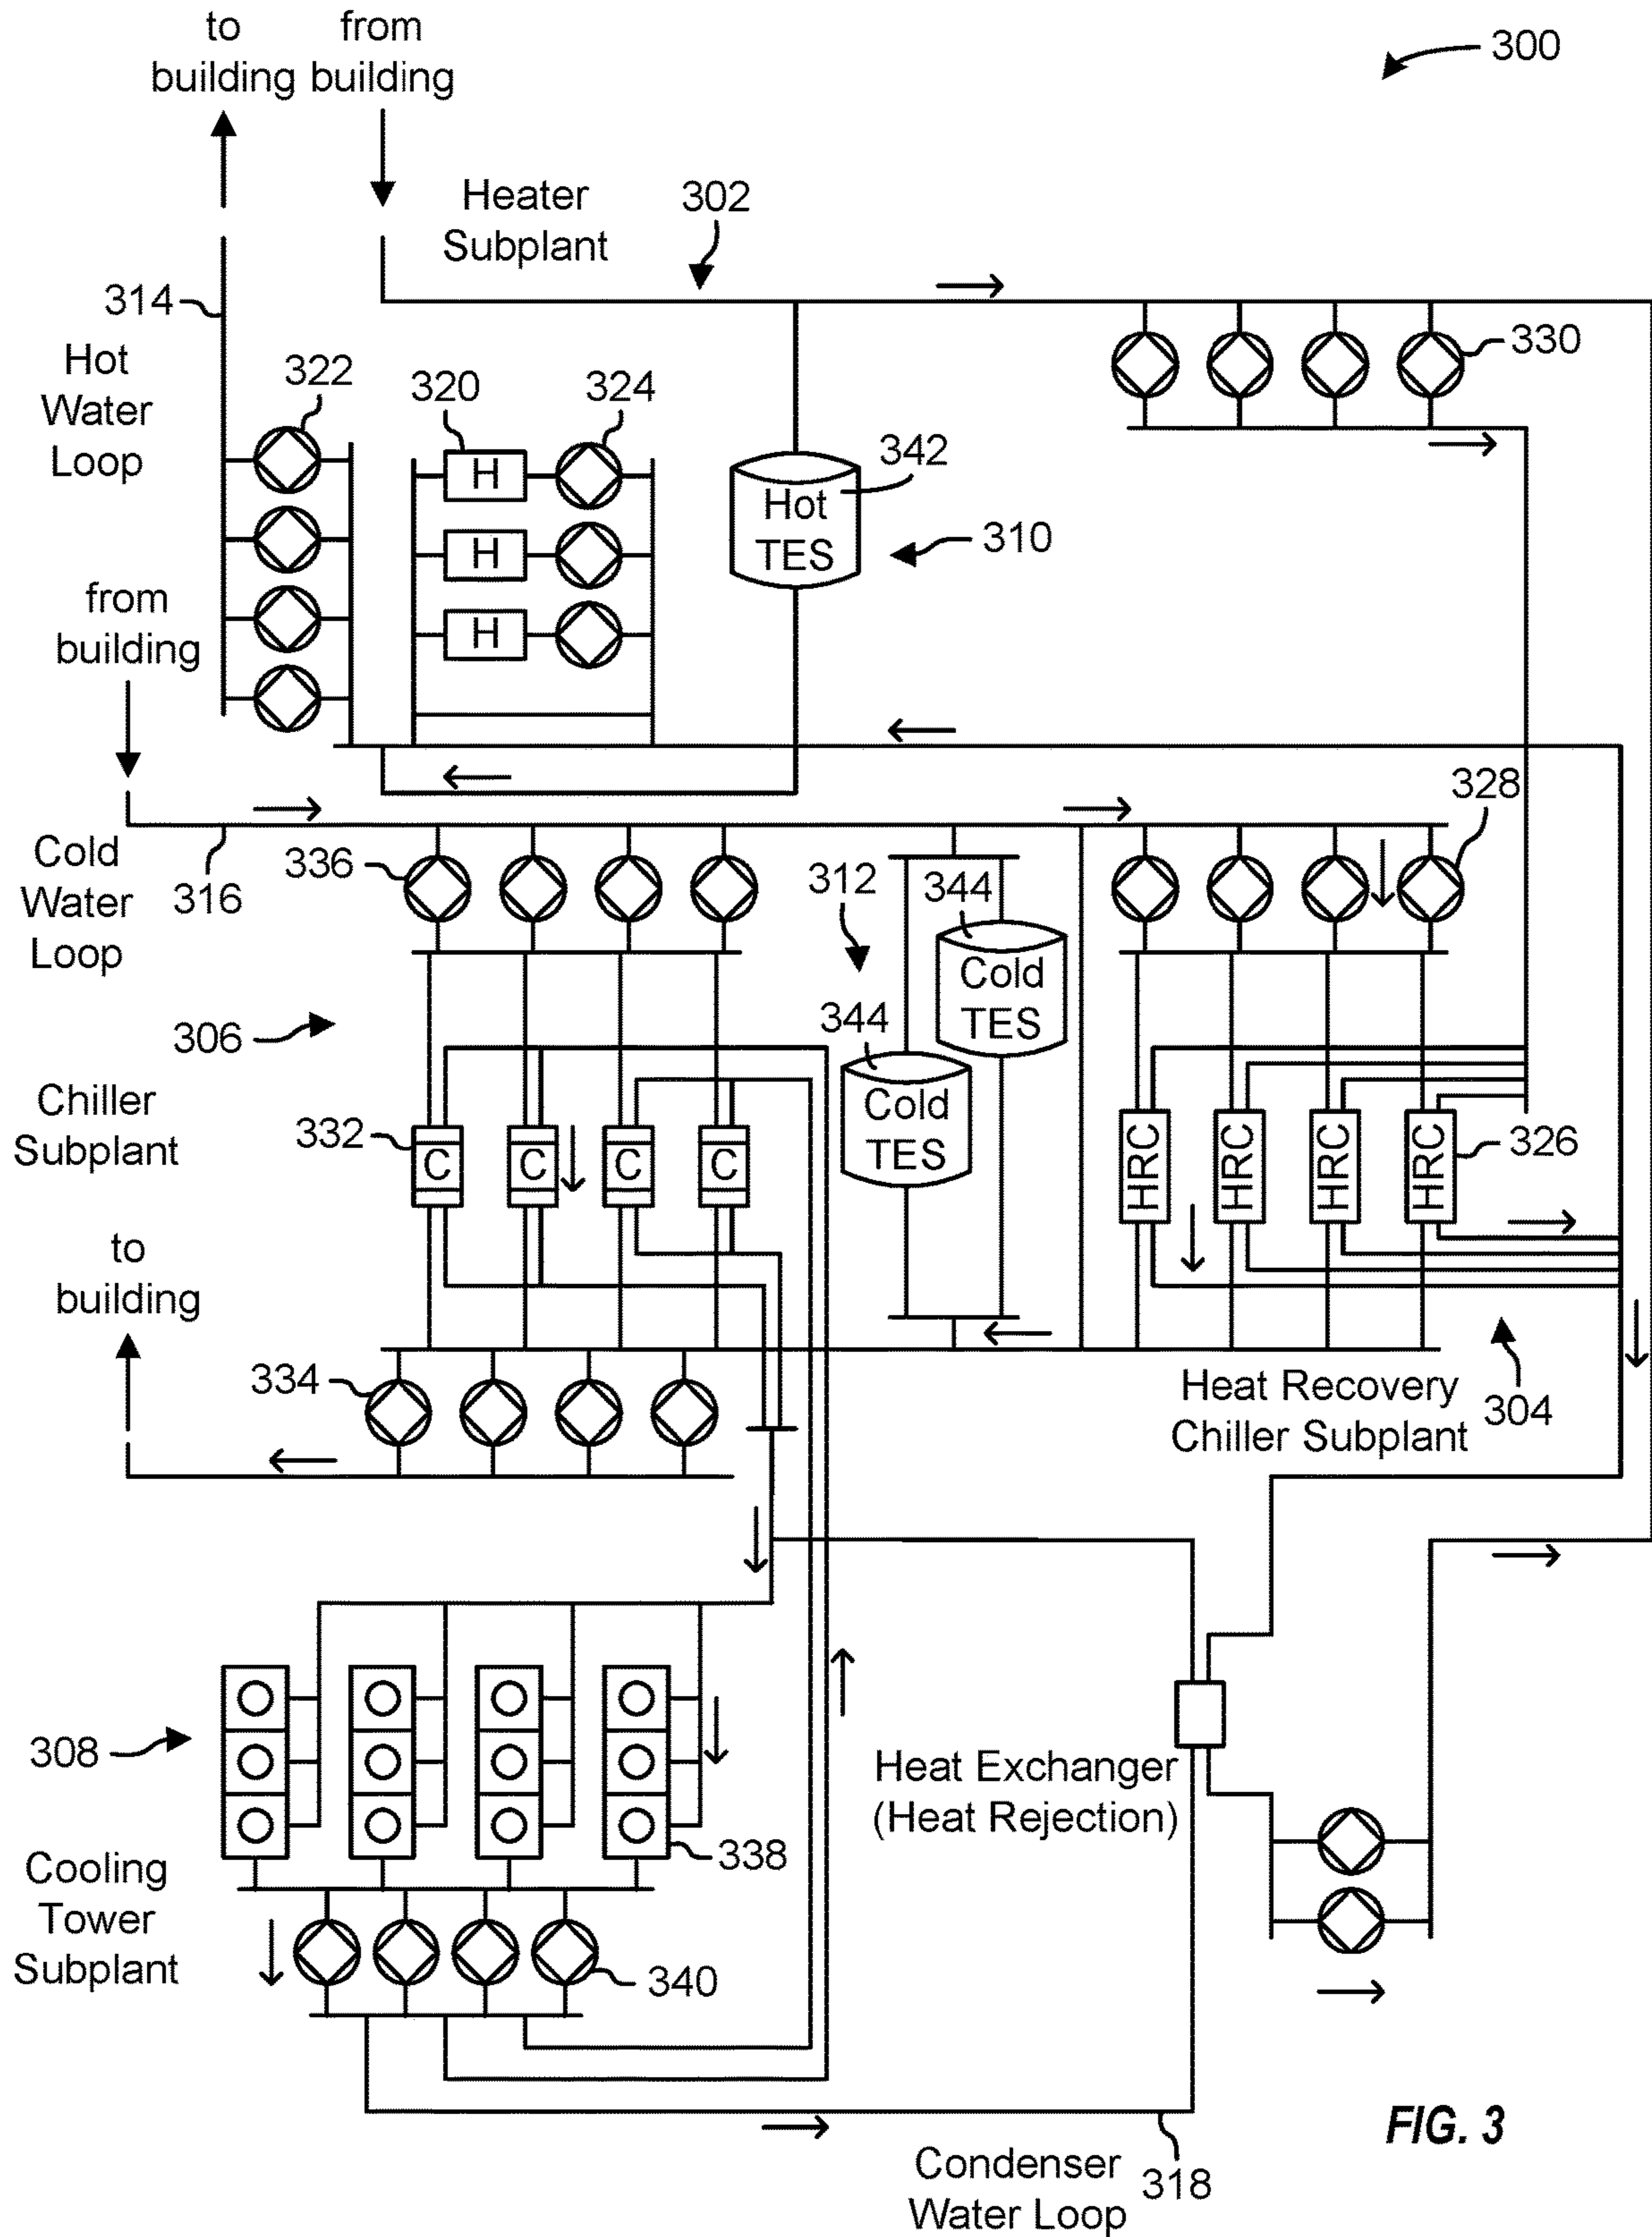 to
building
from
building
300
Heater
Subplant
302
314
Hot
Water
Loop
322
320
324
330
H
H
H
342
Hot
TES
310
from
building
328
Cold
Water
Loop
316
336
312
344
Cold
TES
344
Cold
TES
306
Chiller
Subplant
332
C
C
C
C
HRC
HRC
HRC
HRC
326
to
building
334
Heat Recovery
Chiller Subplant
304
308
Heat Exchanger
(Heat Rejection)
338
Cooling
Tower
Subplant
340
FIG. 3
Condenser
Water Loop
318